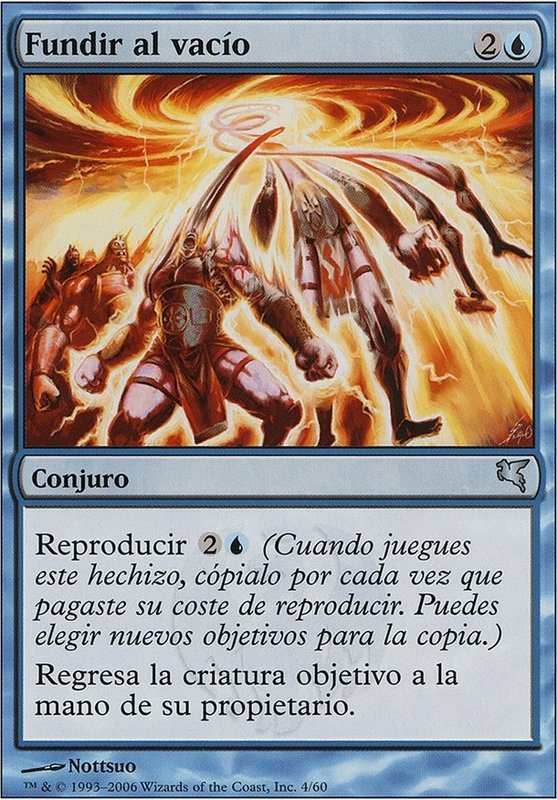 Fundir al vacío 2
Conjuro
Reproducir 2 (Cuando juegues
este hechizo, cópialo por cada vez que
pagaste su coste de reproducir. Puedes
elegir nuevos objetivos para la copia.)
Regresa la criatura objetivo a la
mano de su propietario.
Nottsuo
™ & © 1993–2006 Wizards of the Coast, Inc. 4/60